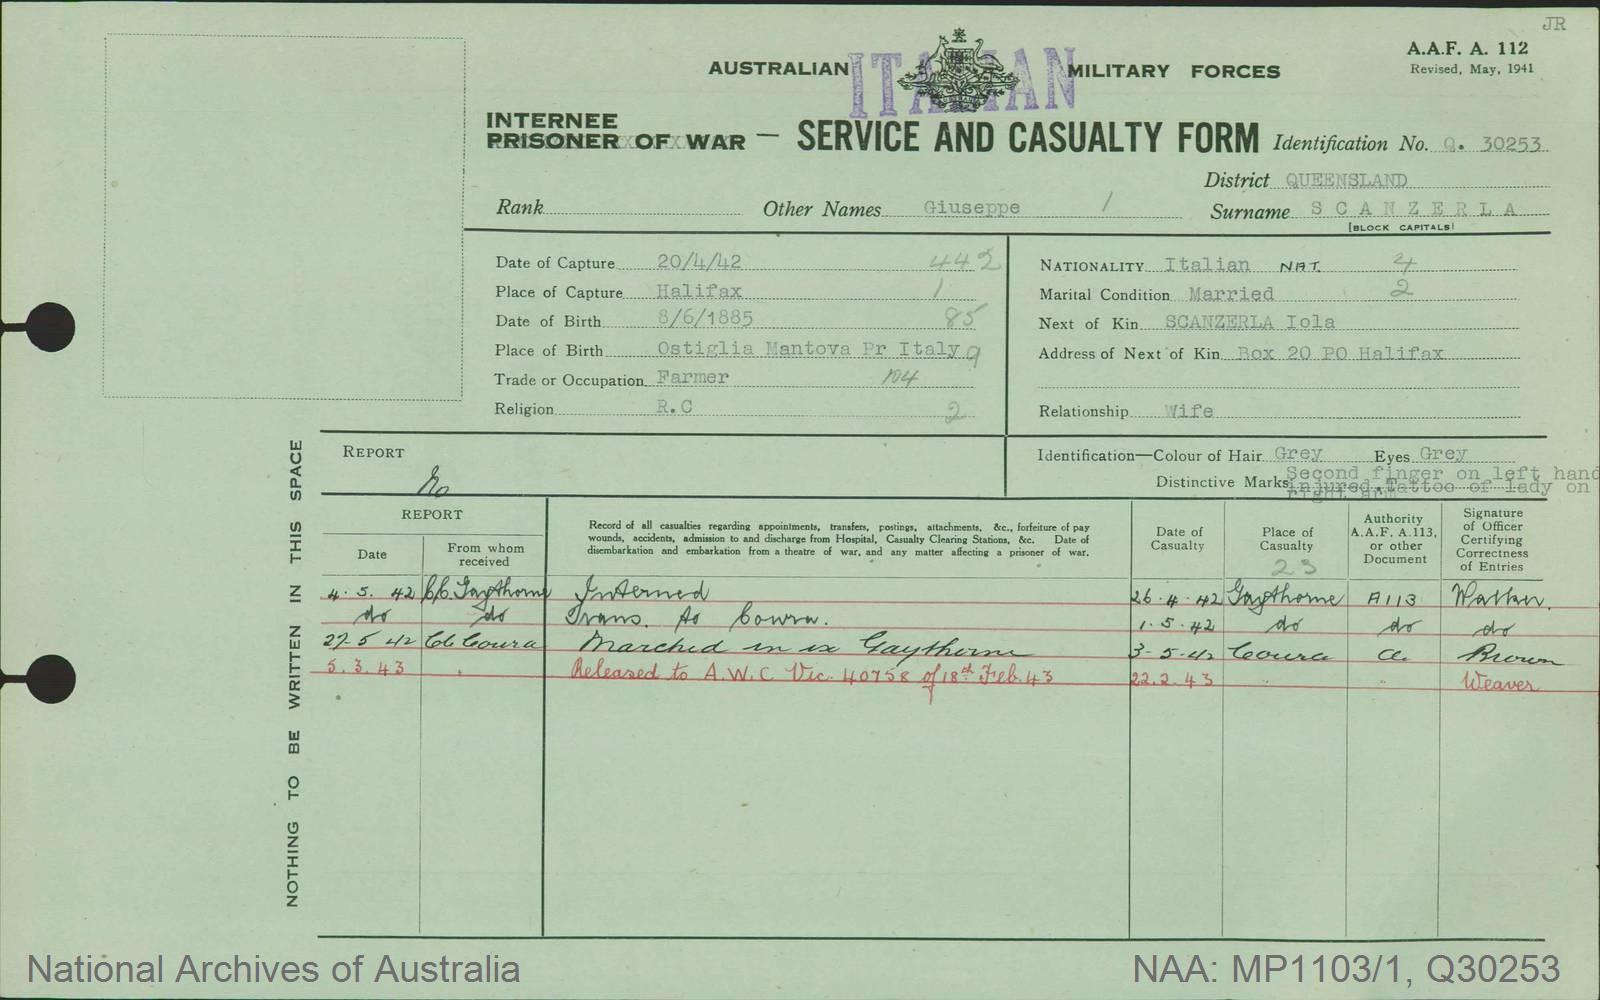 JR
A.A.F. A. 112
Revised, May, 1941
AUSTRALIAN MILITARY FORCES
ITALIAN
INTERNEE
PRISONER OF WAR — SERVICE AND CASUALTY FORM Identification No. Q. 30253
District QUEENSLAND
Rank Other Names Giuseppe 1 Surname SCANZERLA
[BLOCK CAPITALS]
Date of Capture 20/4/42 442
Place of Capture Halifax 1
Date of Birth 8/6/1885 85
Place of Birth Ostiglia Mantova Pr Italy 9
Trade or Occupation Farmer 104
Religion R.C 2
NATIONALITY Italian NAT. 4
Marital Condition Married 2
Next of Kin SCANZERLA Iola
Address of Next of Kin Box 20 PO Halifax
Relationship Wife
REPORT
No
Identification—Colour of Hair Grey Eyes Grey
Distinctive Marks Second finger on left hand
injured.Tattoo of lady on
right arm
NOTHING TO BE WRITTEN IN THIS SPACE
REPORT
Date
From whom received
Record of all casualties regarding appointments, transfers, postings, attachments, &c., forfeiture of pay
wounds, accidents, admission to and discharge from Hospital, Casualty Clearing Stations, &c. Date of
disembarkation and embarkation from a theatre of war, and any matter affecting a prisoner of war.
Date of Casualty
Place of Casualty
23
Authority A.A.F. A.113, or other Document
Signature of Officer Certifying Correctness of Entries
4. 5. 42 C.C. Gaythorne Interned 26.4.42 Gaythorne A113 Walker.
do do Trans. to Cowra. 1.5.42 do do do
27-5 42 Cowra Marched in ex Gaythorne 3-5-42 Cowra Brown
5.3.43 " Released to A.W.C Vic. 40758 of 18th Feb. 43 22.2.43 " " Weaver
National Archives of Australia
NAA: MP1103/1, Q30253